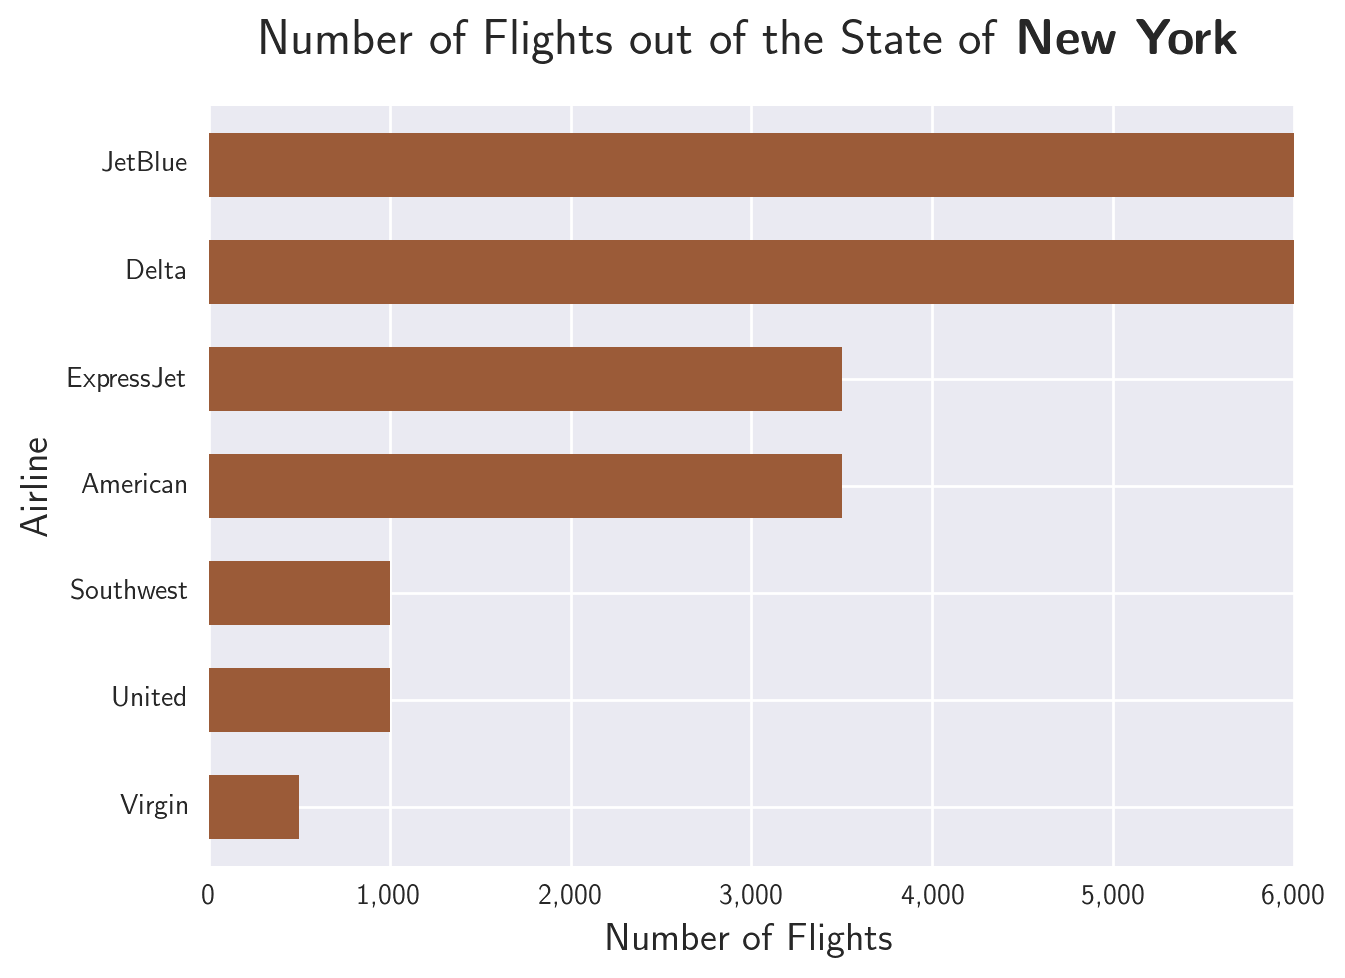 Number of Flights out of the State of New York
JetBlue
Delta
ExpressJet
American
Southwest
United
Virgin
Airline
0 1,000 2,000 3,000 4,000 5,000 6,000
Number of Flights